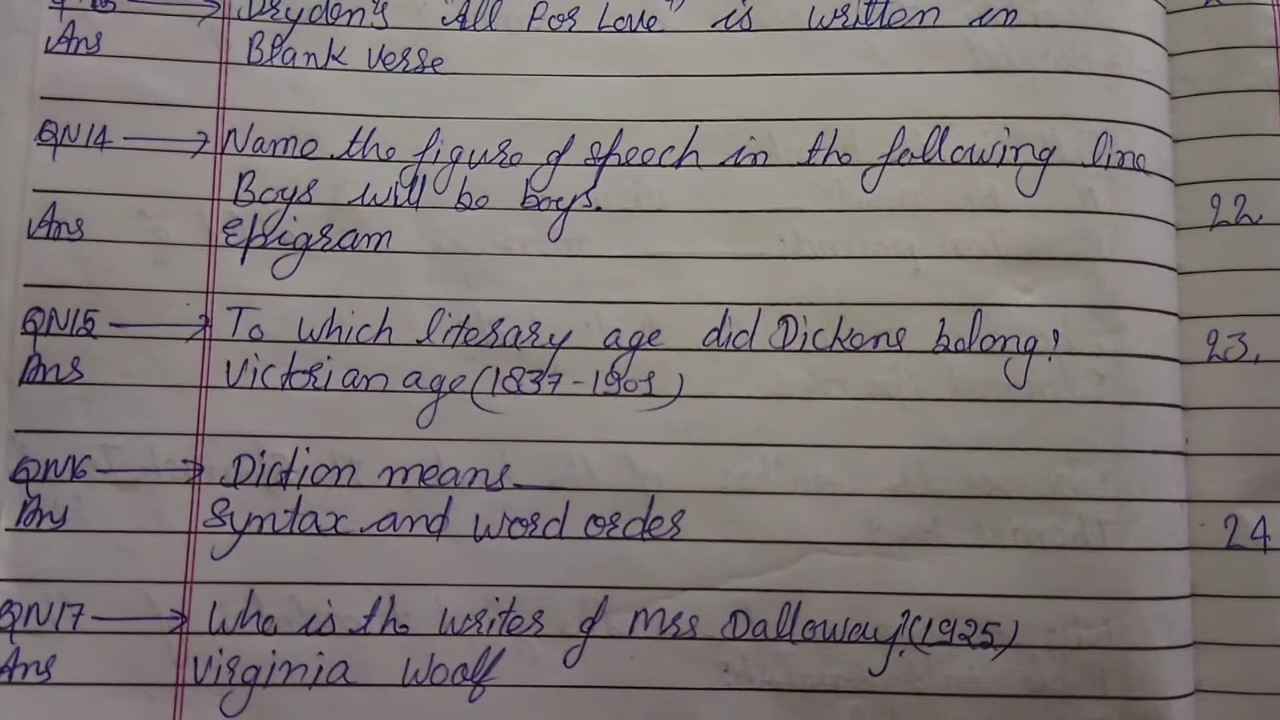 Dryden's "All For Love" is written in
Ans Blank verse
QN14 → Name the figure of speech in the following line
Boys will be boys.
Ans Epigram
QN15 → To which literary age did Dickens belong?
Ans Victorian age (1837-1901)
QN16 → Diction means
Ans Syntax and word order
QN17 → Who is the writer of Mrs Dalloway? (1925)
Ans Virginia Woolf
22
23.
24